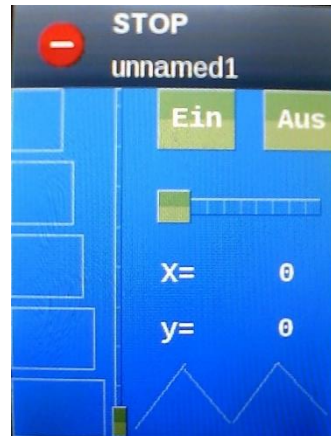 STOP
unnamed1
Ein Aus
X= 0
y= 0